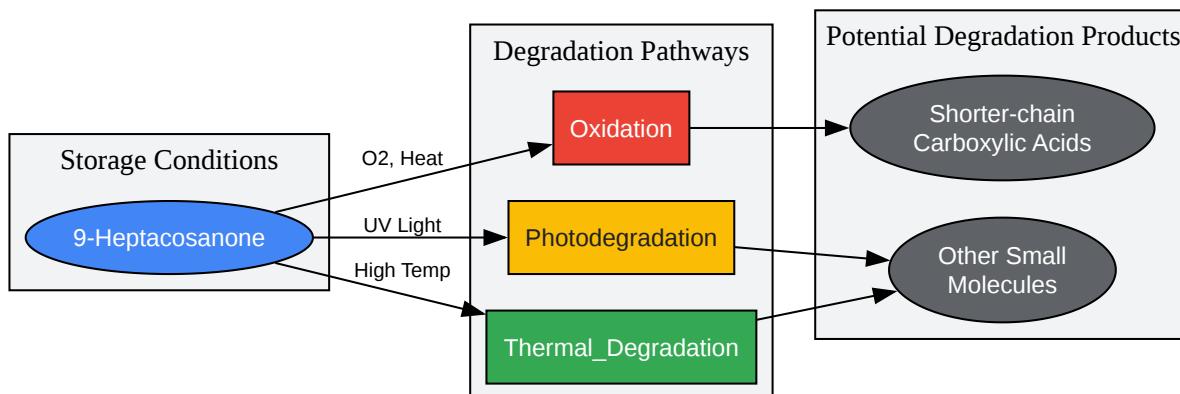 Storage Conditions
9-Heptacosanone
O2, Heat
UV Light
High Temp
Degradation Pathways
Oxidation
Photodegradation
Thermal_Degradation
Potential Degradation Products
Shorter-chain
Carboxylic Acids
Other Small
Molecules